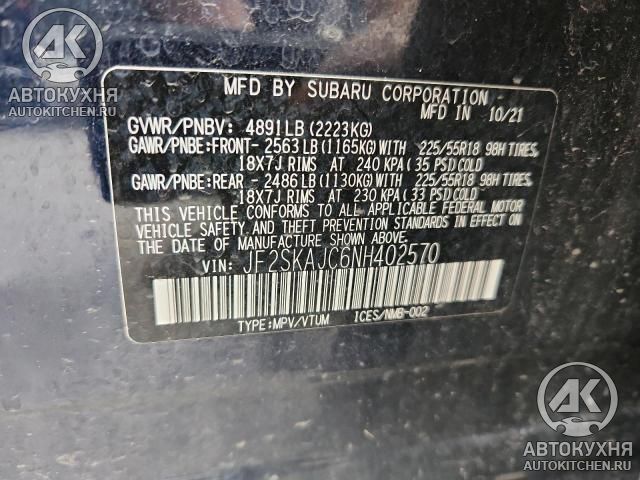 АК
АВТОКУХНЯ
AUTOKITCHEN.RU
MFD BY SUBARU CORPORATION
MFD IN 10/21
GVWR/PNBV: 4891LB(2223KG)
GAWR/PNBE:FRONT- 2563LB(1165KG)WITH 225/55R18 98H TIRES,
18X7J RIMS AT 240 KPA(35 PSI)COLD
GAWR/PNBE:REAR - 2486LB(1130KG)WITH 225/55R18 98H TIRES,
18X7J RIMS AT 230 KPA(33 PSI)COLD
THIS VEHICLE CONFORMS TO ALL APPLICABLE FEDERAL MOTOR
VEHICLE SAFETY AND THEFT PREVENTION STANDARDS IN EFFECT ON
THE DATE OF MANUFACTURE SHOWN ABOVE.
VIN: JF2SKAJC6NH402570
TYPE:MPV/VTUM ICES/NMB-002
АК
АВТОКУХНЯ
AUTOKITCHEN.RU